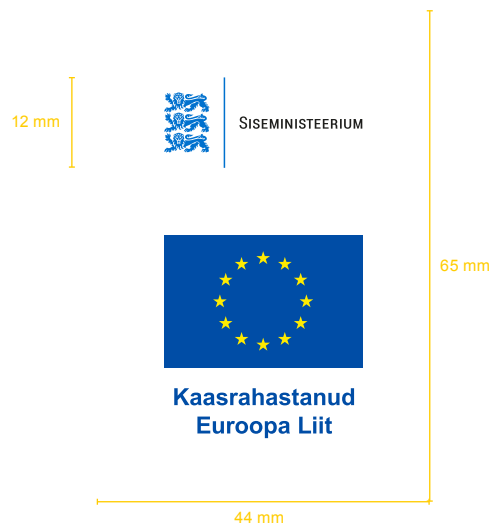 12 mm
SISEMINISTEERIUM
65 mm
Kaasrahastanud
Euroopa Liit
44 mm